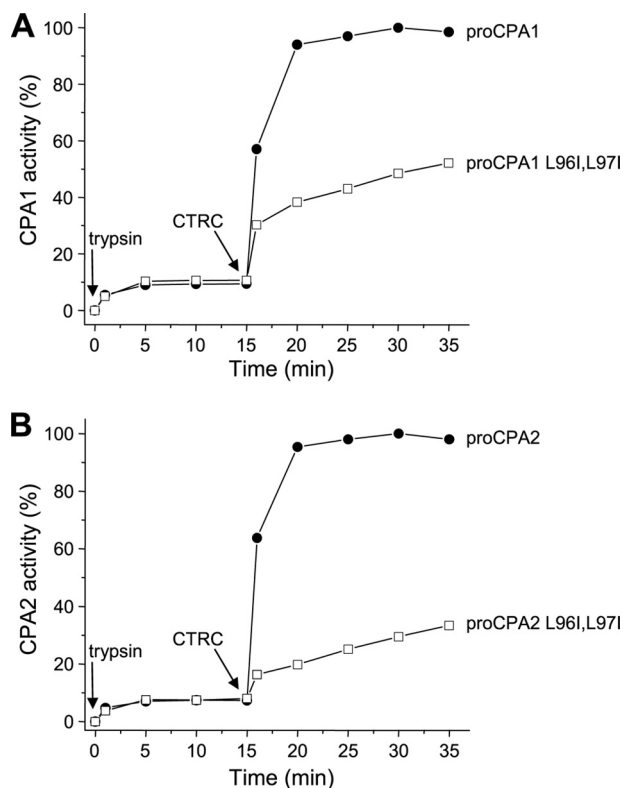 A
100
80
60
40
20
0
CPA1 activity (%)
proCPA1
proCPA1 L96I,L97I
CTRC
trypsin
0 5 10 15 20 25 30 35
Time (min)
B
100
80
60
40
20
0
CPA2 activity (%)
proCPA2
proCPA2 L96I,L97I
CTRC
trypsin
0 5 10 15 20 25 30 35
Time (min)